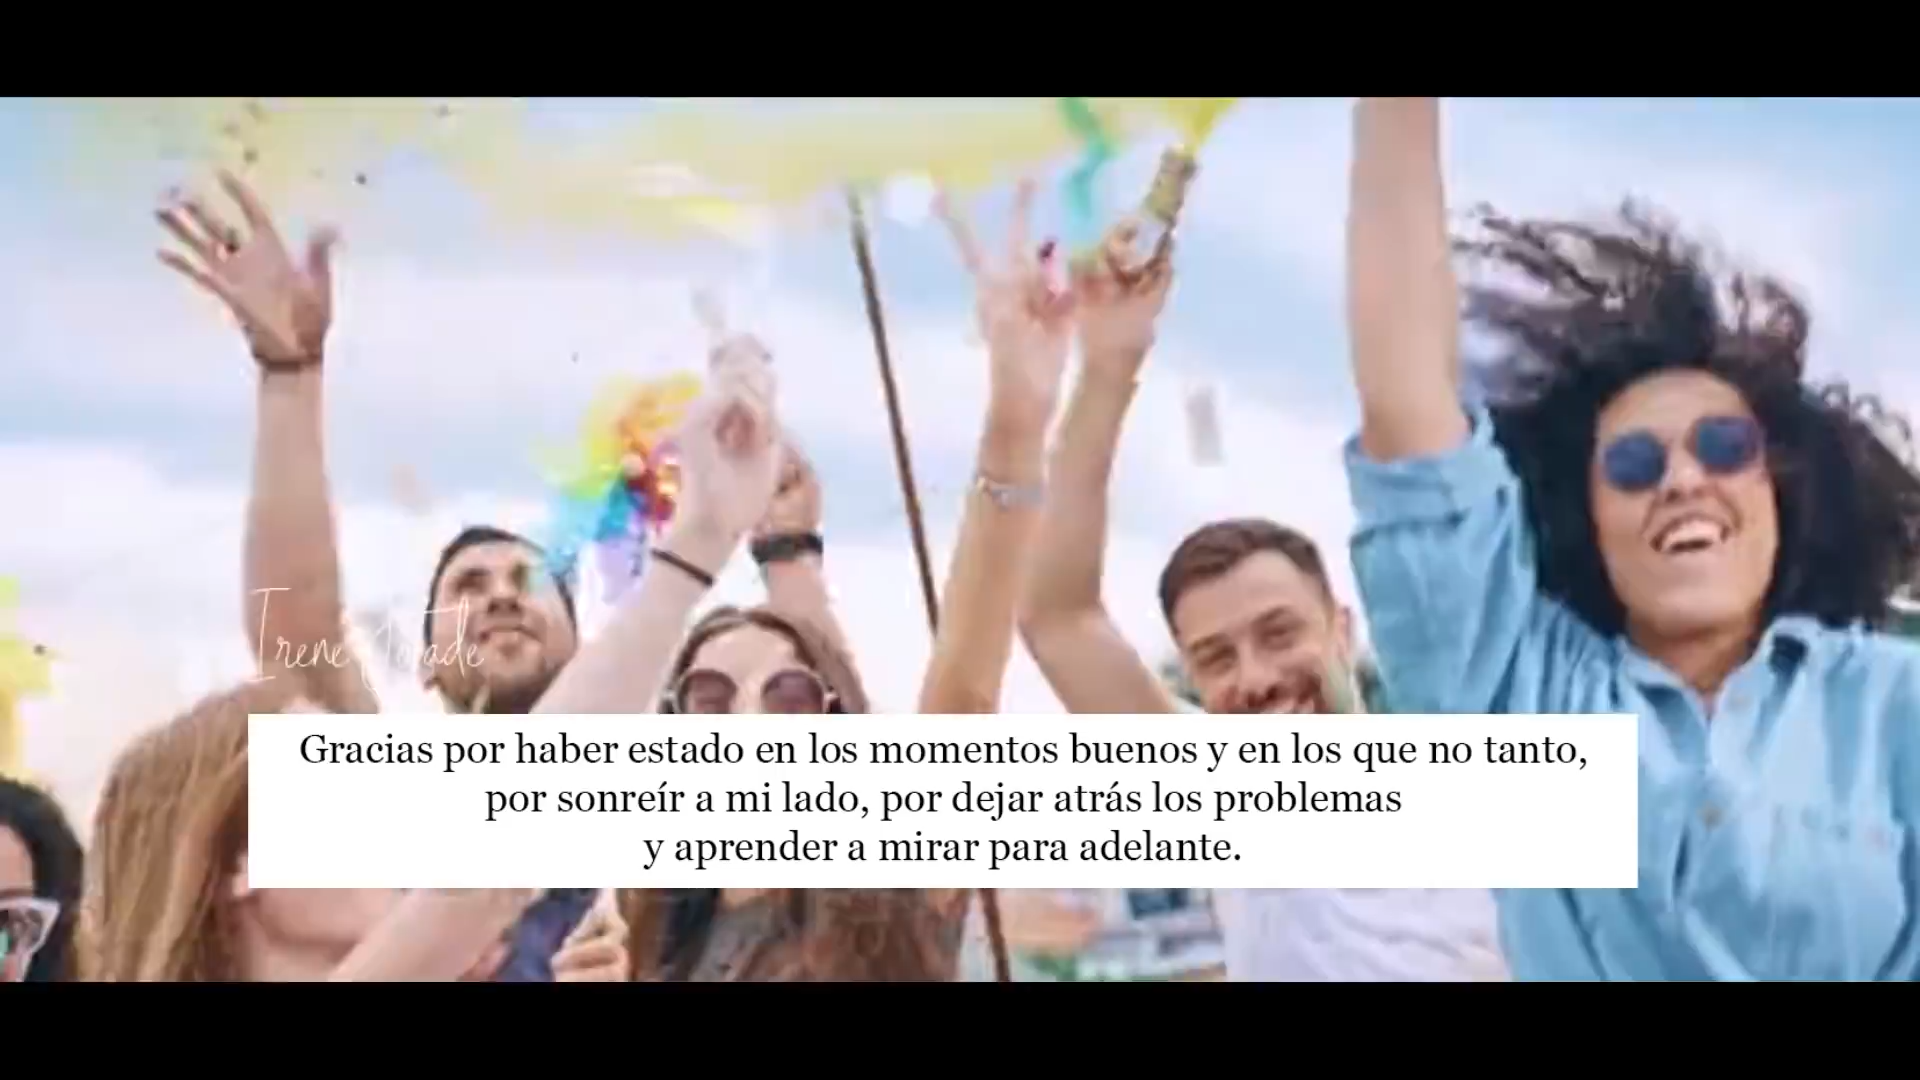 Irene
Gracias por haber estado en los momentos buenos y en los que no tanto,
por sonreír a mi lado, por dejar atrás los problemas
y aprender a mirar para adelante.